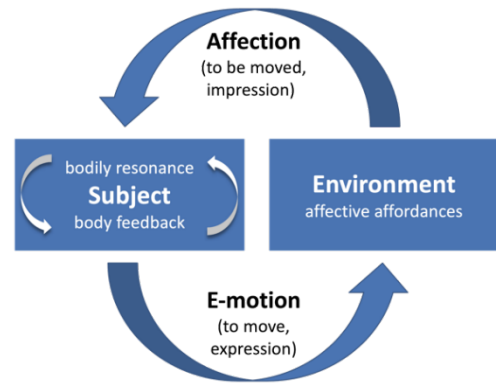 Affection
(to be moved,
impression)
bodily resonance
Subject
body feedback
Environment
affective affordances
E-motion
(to move,
expression)